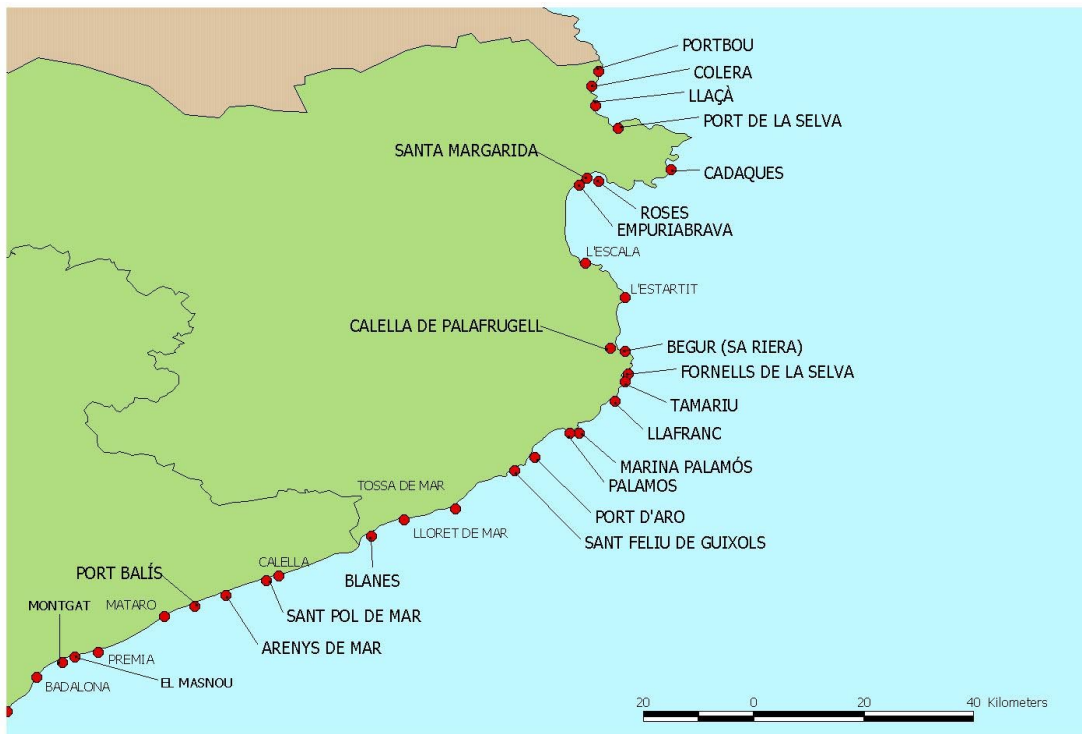 PORTBOU
COLERA
LLAÇÀ
PORT DE LA SELVA
SANTA MARGARIDA
CADAQUES
ROSES
EMPURIABRAVA
L'ESCALA
L'ESTARTIT
CALELLA DE PALAFRUGELL
BEGUR (SA RIERA)
FORNELLS DE LA SELVA
TAMARIU
LLAFRANC
MARINA PALAMÓS
PALAMOS
TOSSA DE MAR
PORT D'ARO
LLORET DE MAR
SANT FELIU DE GUIXOLS
CALELLA
PORT BALÍS
BLANES
MONTGAT
MATARO
SANT POL DE MAR
ARENYS DE MAR
PREMIA
BADALONA
EL MASNOU
20 0 20 40 Kilometers